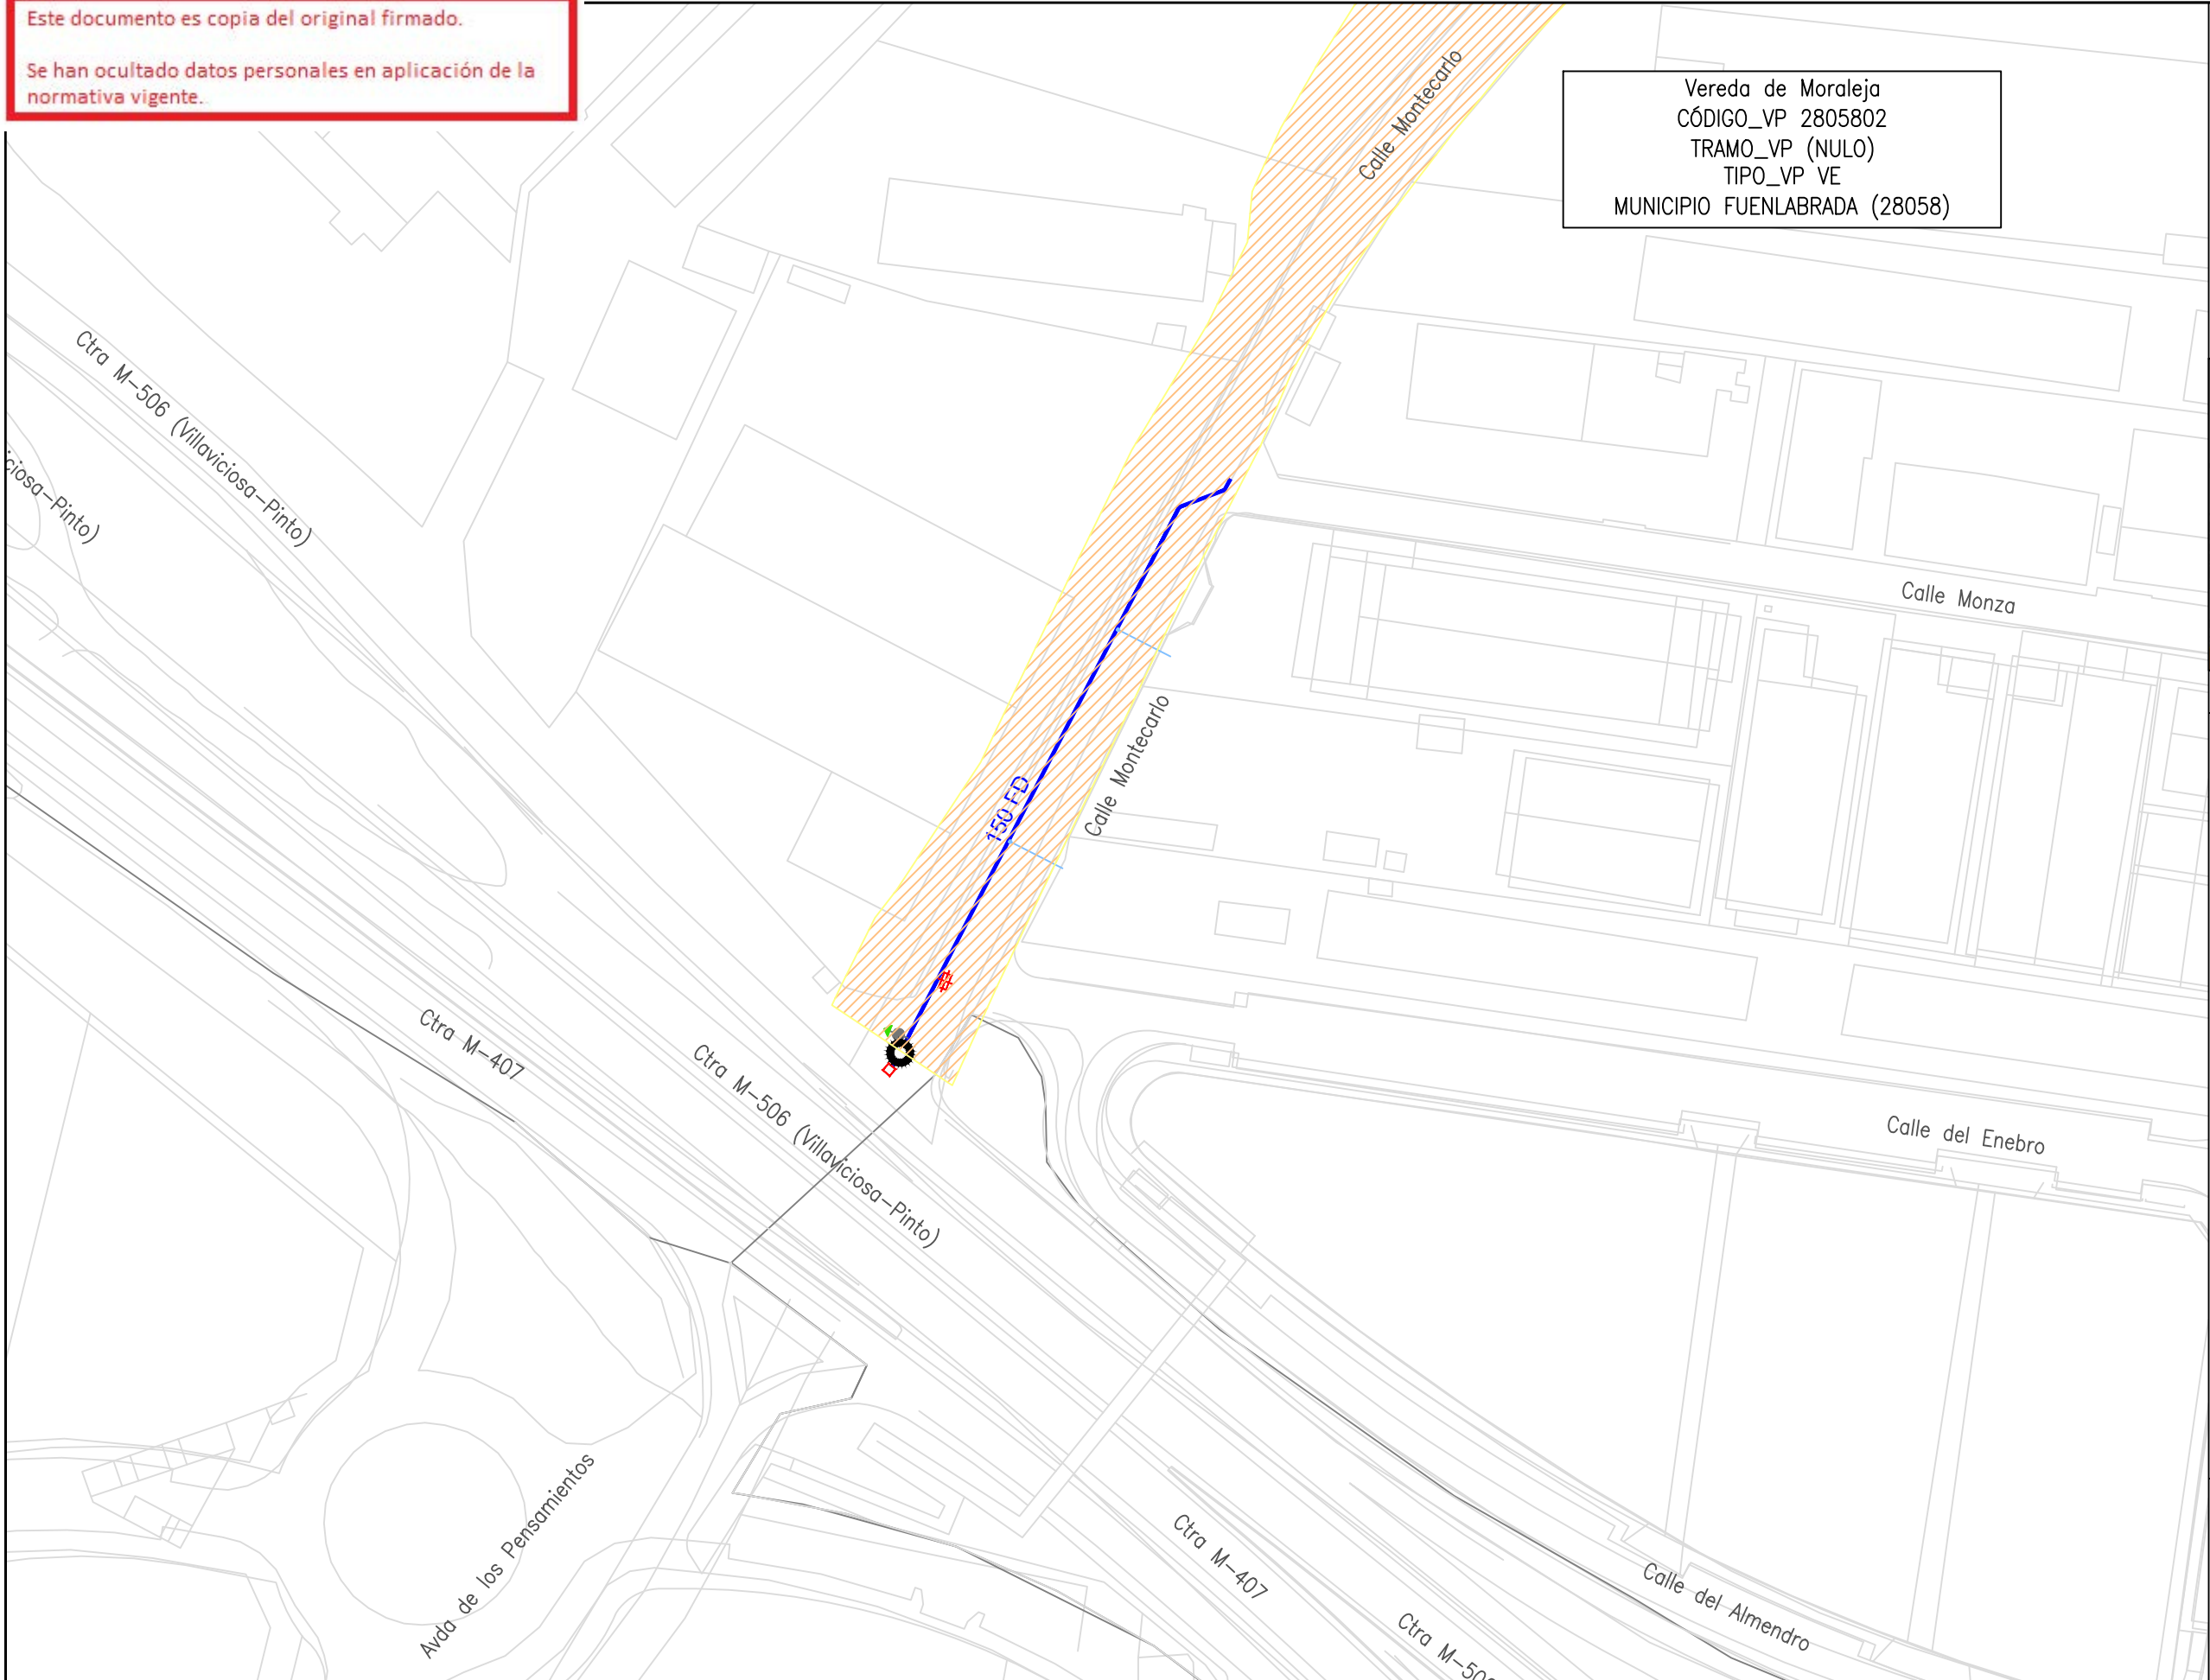 Este documento es copia del original firmado.
Se han ocultado datos personales en aplicación de la
normativa vigente.
Vereda de Moraleja
CÓDIGO_VP 2805802
TRAMO_VP (NULO)
TIPO_VP VE
MUNICIPIO FUENLABRADA (28058)
Calle Montecarlo
Ctra M-506 (Villaviciosa-Pinto)
ciosa-Pinto)
Calle Monza
Calle Montecarlo
150 FD
Ctra M-407
Ctra M-506 (Villaviciosa-Pinto)
Calle del Enebro
Avda de los Pensamientos
Ctra M-407
Calle del Almendro
Ctra M-506